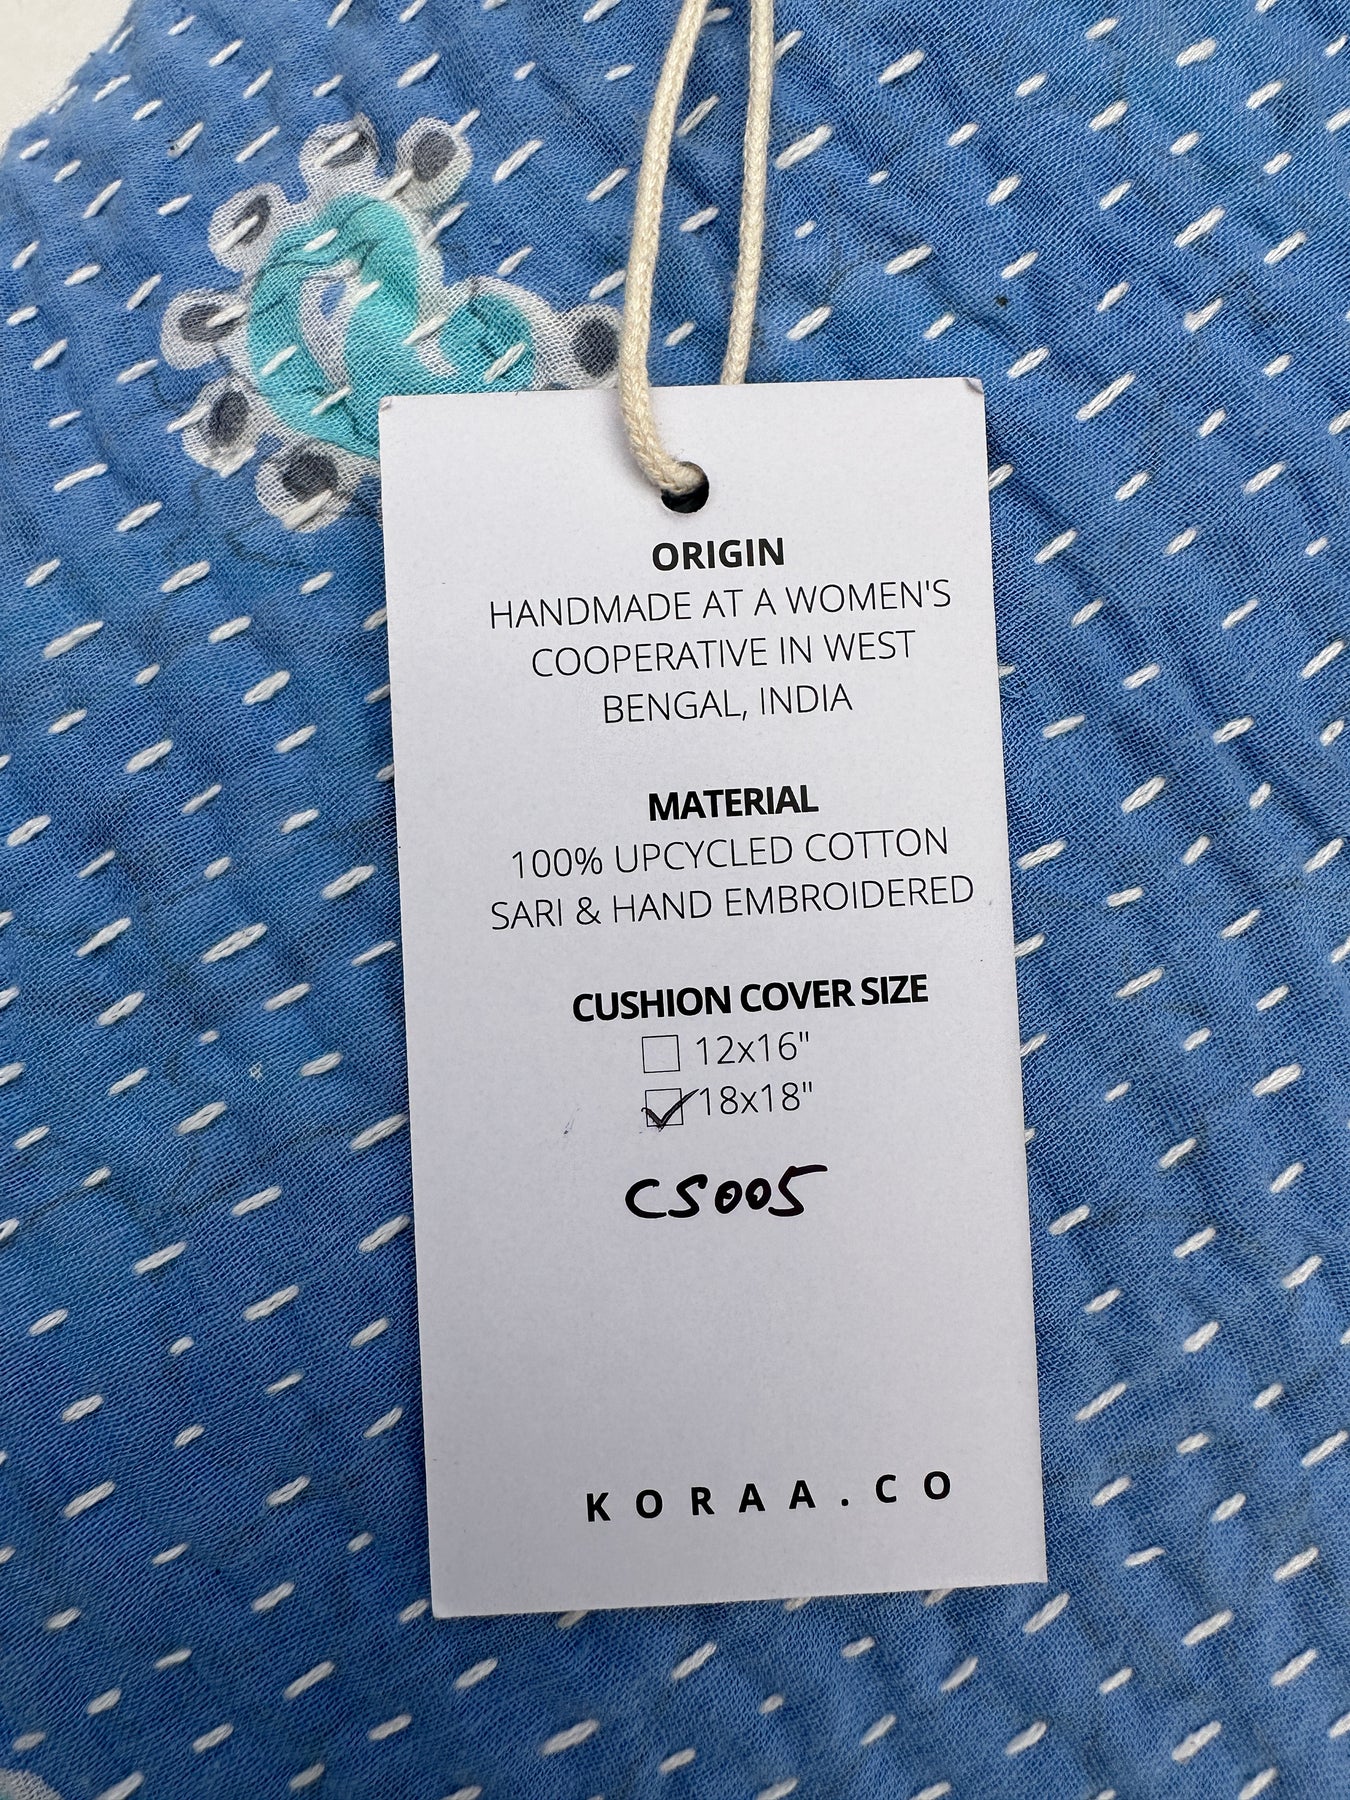 ORIGIN
HANDMADE AT A WOMEN'S
COOPERATIVE IN WEST
BENGAL, INDIA
MATERIAL
100% UPCYCLED COTTON
SARI & HAND EMBROIDERED
CUSHION COVER SIZE
12x16"
18x18"
CS005
KORAA.CO